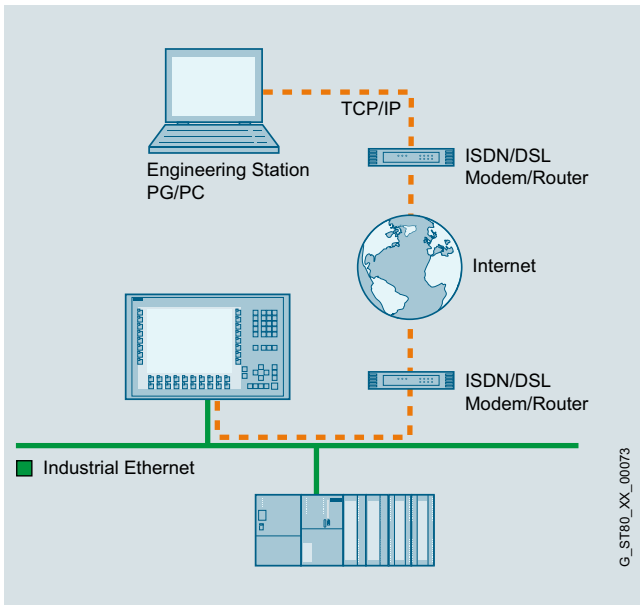 TCP/IP
Engineering Station
PG/PC
ISDN/DSL
Modem/Router
Internet
ISDN/DSL
Modem/Router
Industrial Ethernet
G_ST80_XX_00073